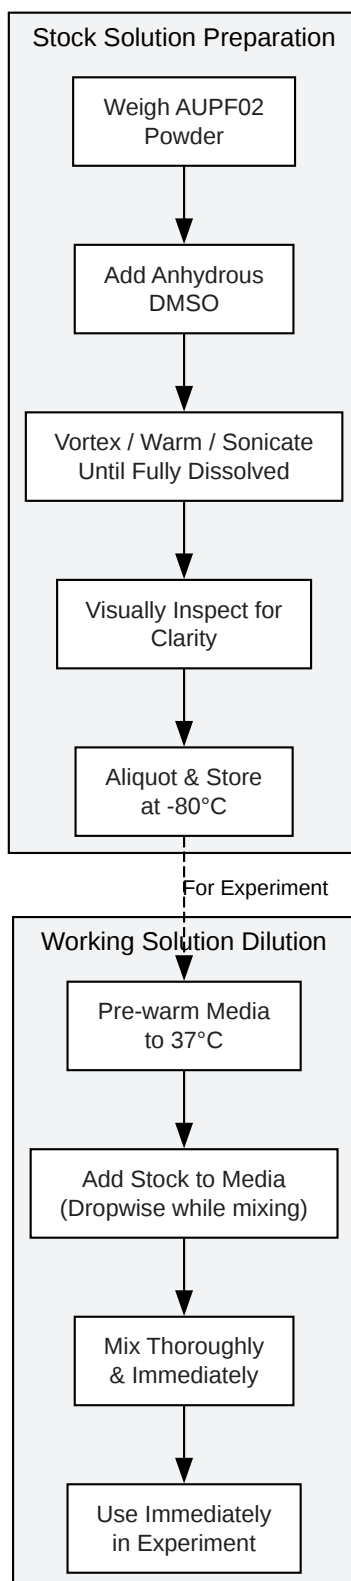 Stock Solution Preparation
Weigh AUPF02
Powder
Add Anhydrous
DMSO
Vortex / Warm / Sonicate
Until Fully Dissolved
Visually Inspect for
Clarity
Aliquot & Store
at -80°C
For Experiment
Working Solution Dilution
Pre-warm Media
to 37°C
Add Stock to Media
(Dropwise while mixing)
Mix Thoroughly
& Immediately
Use Immediately
in Experiment